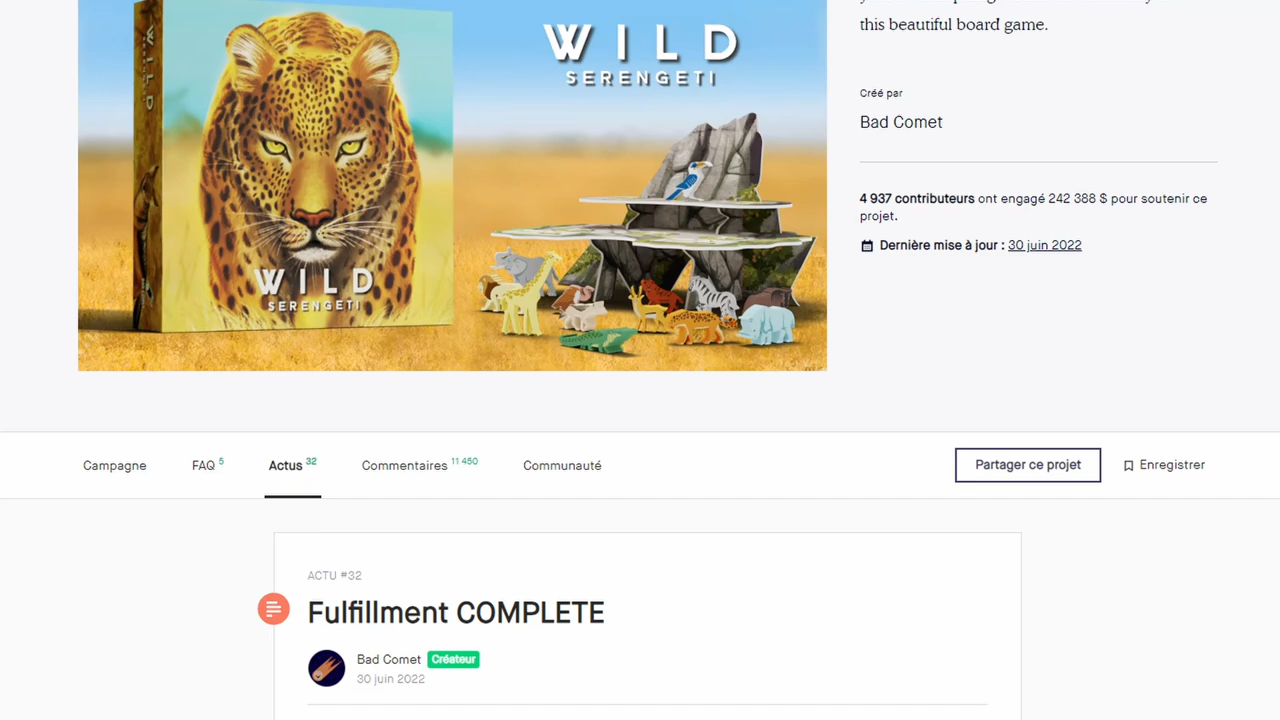 this beautiful board game.
WILD
SERENGETI
WILD
WILD
SERENGETI
Créé par
Bad Comet
4 937 contributeurs ont engagé 242 388 $ pour soutenir ce
projet.
Dernière mise à jour : 30 juin 2022
Campagne
FAQ 5
Actus 32
Commentaires 11 450
Communauté
Partager ce projet
Enregistrer
ACTU #32
Fulfillment COMPLETE
Bad Comet Créateur
30 juin 2022